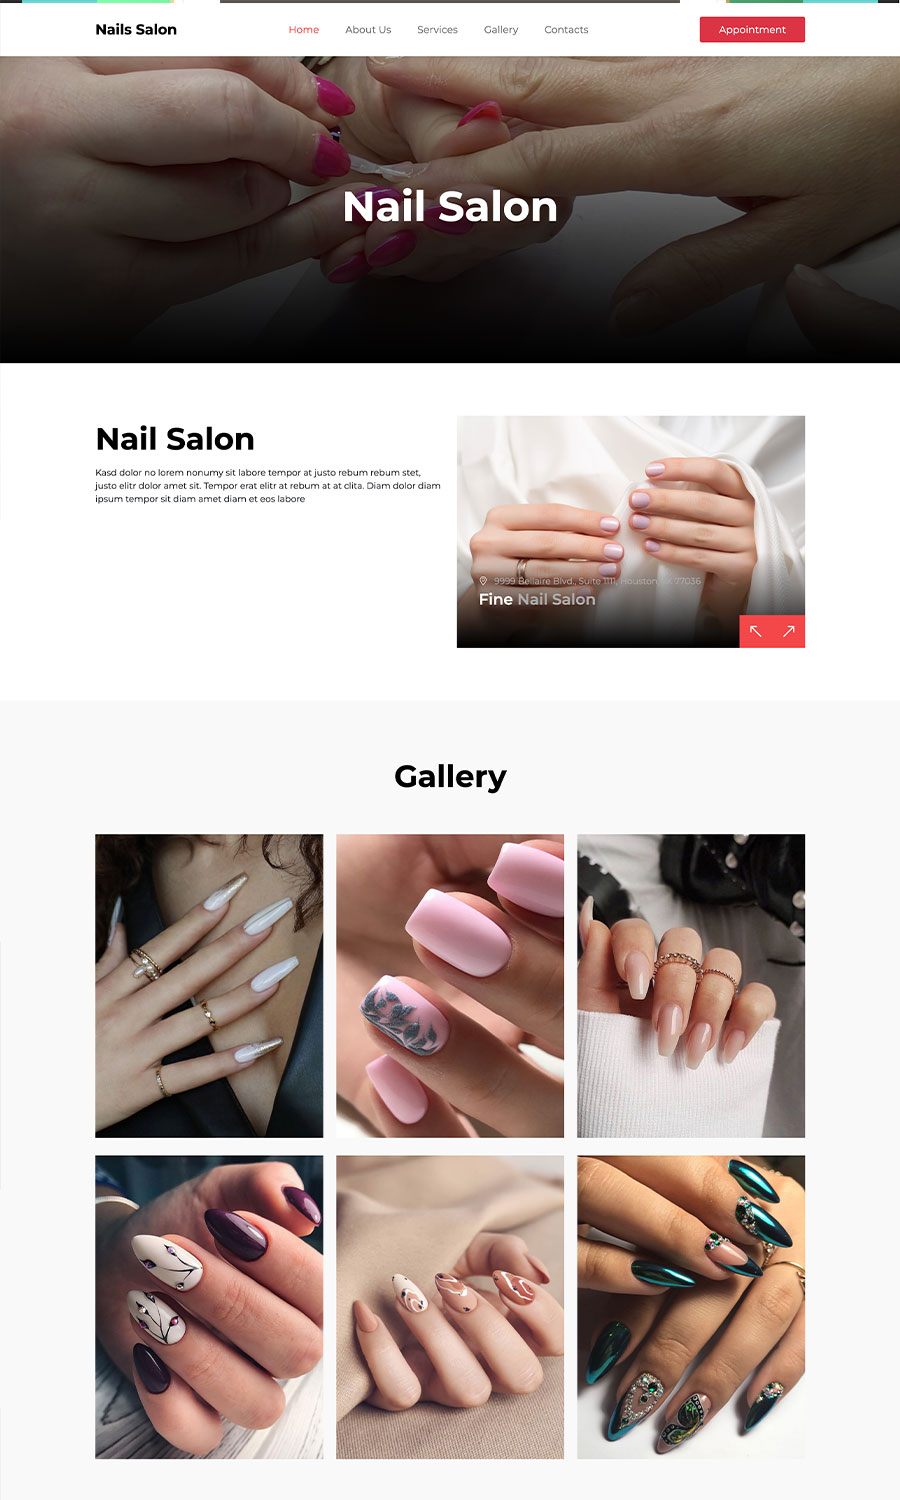 Nails Salon
Home About Us Services Gallery Contacts
Appointment
Nail Salon
Nail Salon
Kasd dolor no lorem nonumy sit labore tempor at justo rebum rebum stet,
justo elitr dolor amet sit. Tempor erat elitr at rebum at at clita. Diam dolor diam
ipsum tempor sit diam amet diam et eos labore
9999 Bellaire Blvd., Suite 1111, Houston, TX 77036
Fine Nail Salon
Gallery